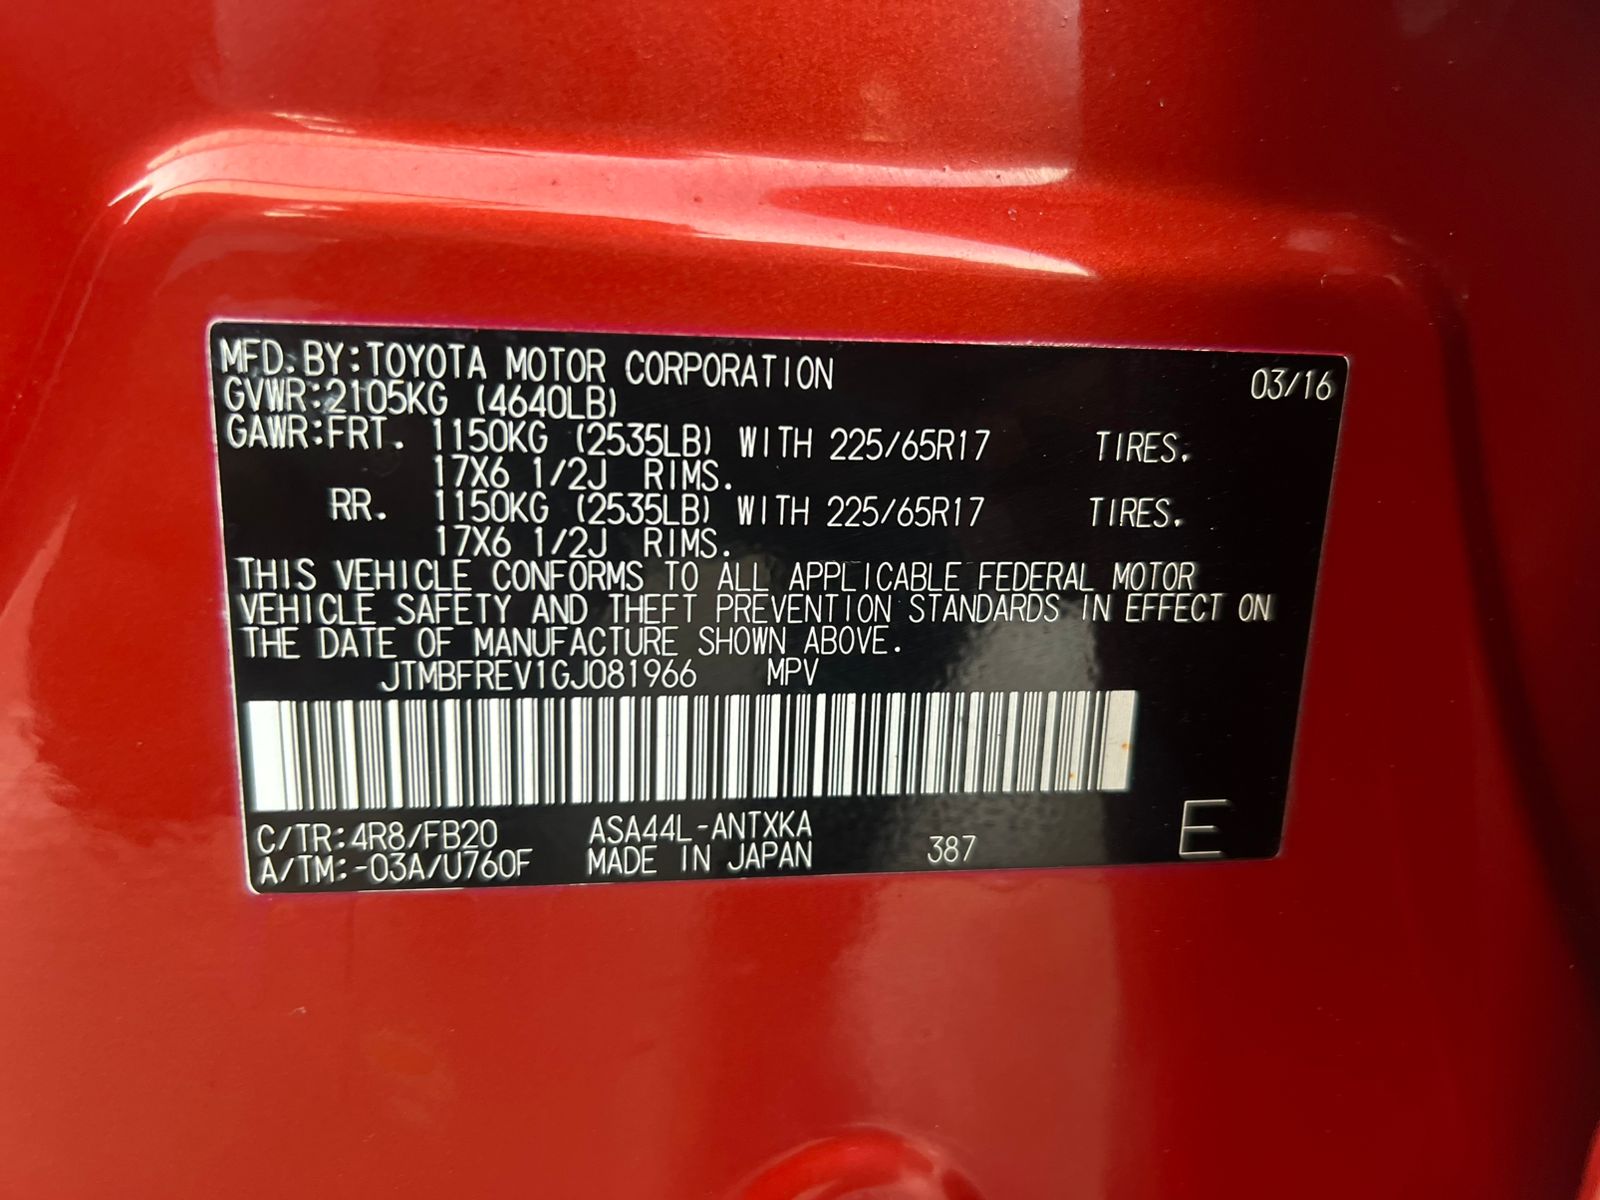 MFD. BY:TOYOTA MOTOR CORPORATION 03/16
GVWR:2105KG (4640LB)
GAWR:FRT. 1150KG (2535LB) WITH 225/65R17 TIRES.
17X6 1/2J RIMS.
RR. 1150KG (2535LB) WITH 225/65R17 TIRES.
17X6 1/2J RIMS.
THIS VEHICLE CONFORMS TO ALL APPLICABLE FEDERAL MOTOR
VEHICLE SAFETY AND THEFT PREVENTION STANDARDS IN EFFECT ON
THE DATE OF MANUFACTURE SHOWN ABOVE.
JTMBFREV1GJ081966 MPV
C/TR:4R8/FB20 ASA44L-ANTXKA
A/TM:-03A/U760F MADE IN JAPAN 387 E